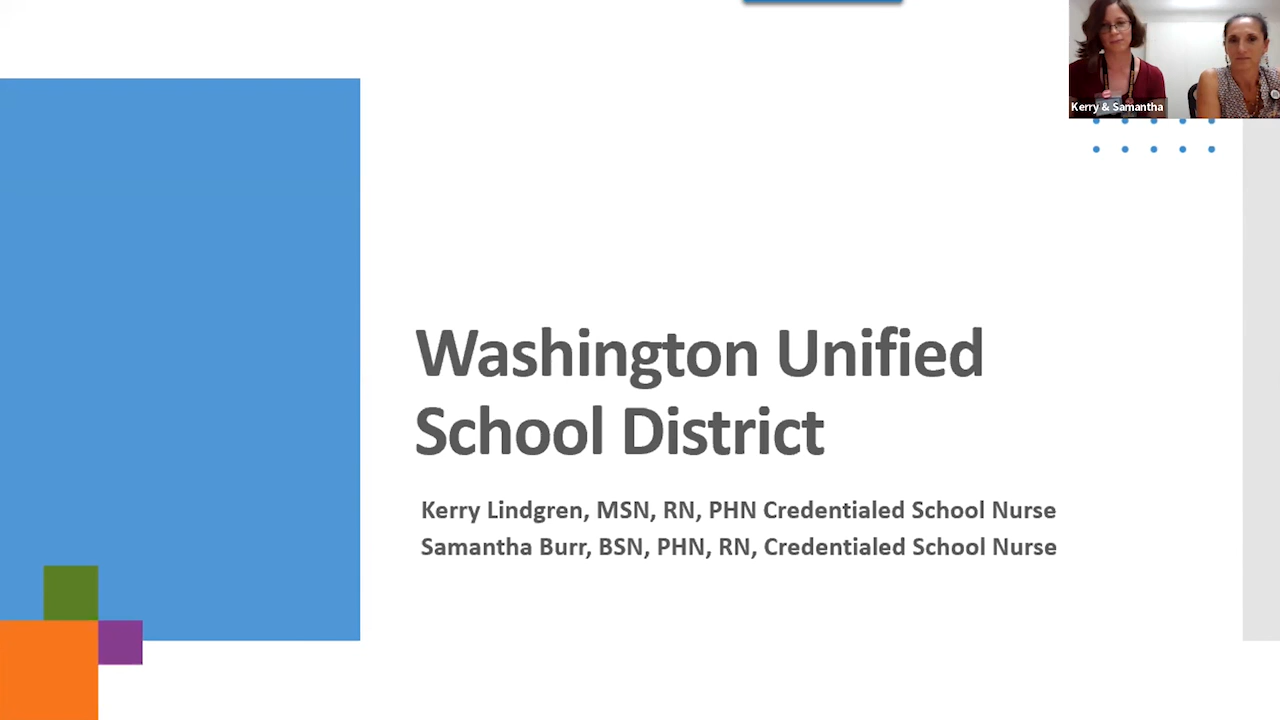 Kerry & Samantha
Washington Unified
School District
Kerry Lindgren, MSN, RN, PHN Credentialed School Nurse
Samantha Burr, BSN, PHN, RN, Credentialed School Nurse